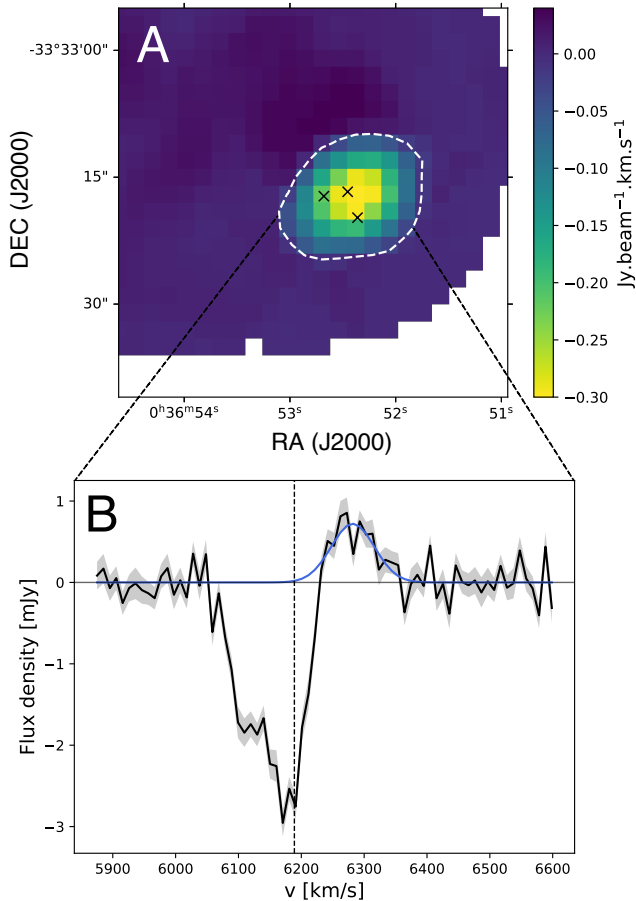 A
-33°33'00"
15"
30"
DEC (J2000)
0ʰ36ᵐ54ˢ
53ˢ
52ˢ
51ˢ
RA (J2000)
0.00
−0.05
−0.10
−0.15
−0.20
−0.25
−0.30
Jy.beam⁻¹.km.s⁻¹
B
1
0
−1
−2
−3
Flux density [mJy]
5900
6000
6100
6200
6300
6400
6500
6600
v [km/s]